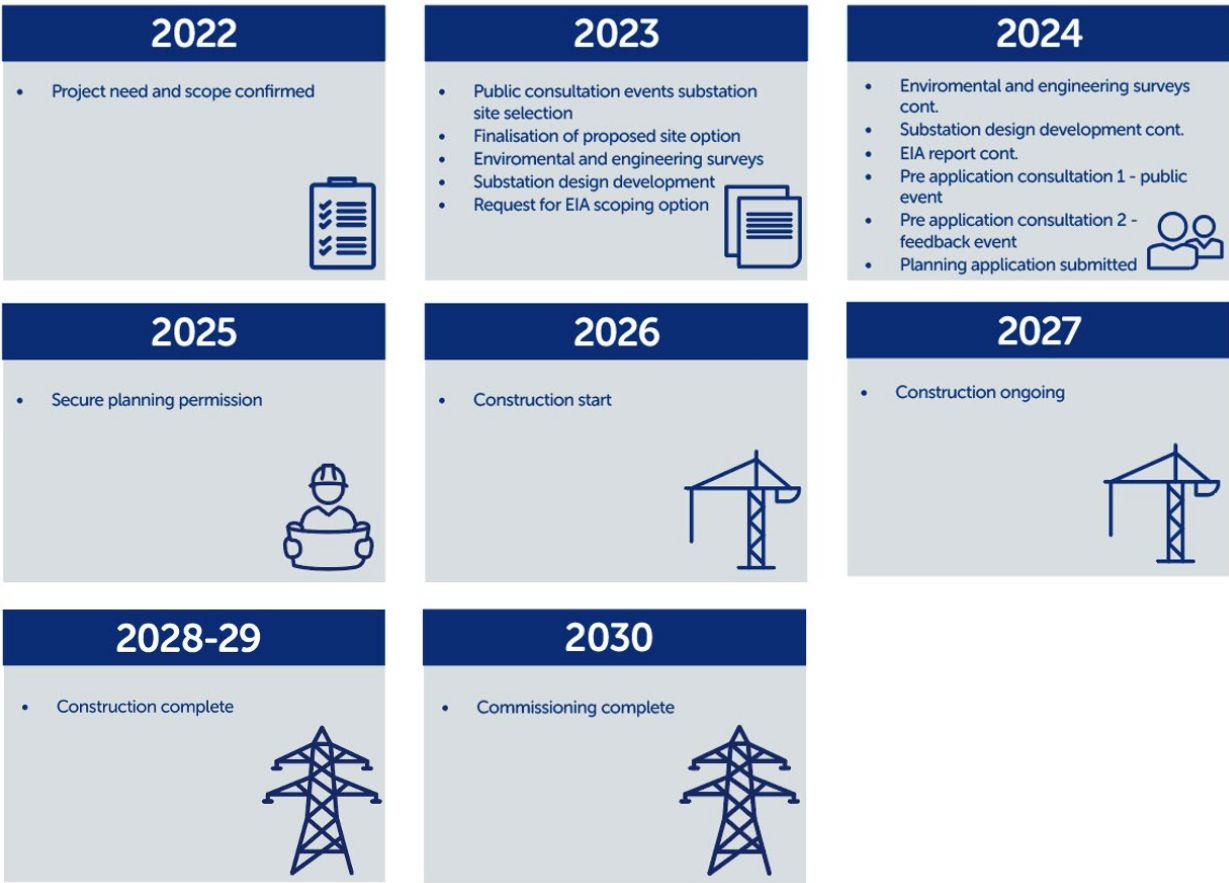 2022
• Project need and scope confirmed
2023
• Public consultation events substation
site selection
• Finalisation of proposed site option
• Enviromental and engineering surveys
• Substation design development
• Request for EIA scoping option
2024
• Enviromental and engineering surveys
cont.
• Substation design development cont.
• EIA report cont.
• Pre application consultation 1 - public
event
• Pre application consultation 2 -
feedback event
• Planning application submitted
2025
• Secure planning permission
2026
• Construction start
2027
• Construction ongoing
2028-29
• Construction complete
2030
• Commissioning complete